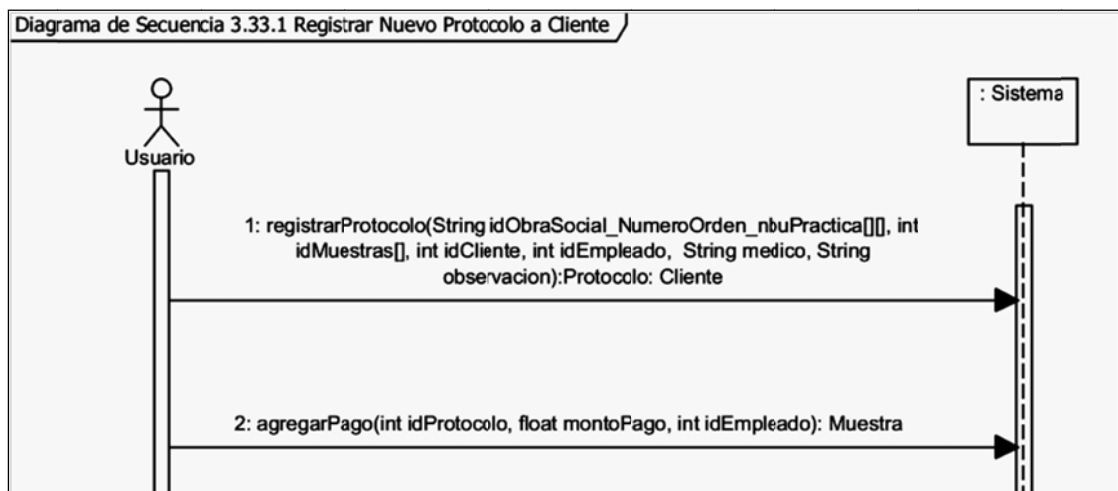 Diagrama de Secuencia 3.33.1 Registrar Nuevo Protocolo a Cliente
: Sistema
Usuario
1: registrarProtocolo(String idObraSocial_NumeroOrden_nbuPractica[][], int
idMuestras[], int idCliente, int idEmpleado, String medico, String
observacion):Protocolo: Cliente
2: agregarPago(int idProtocolo, float montoPago, int idEmpleado): Muestra